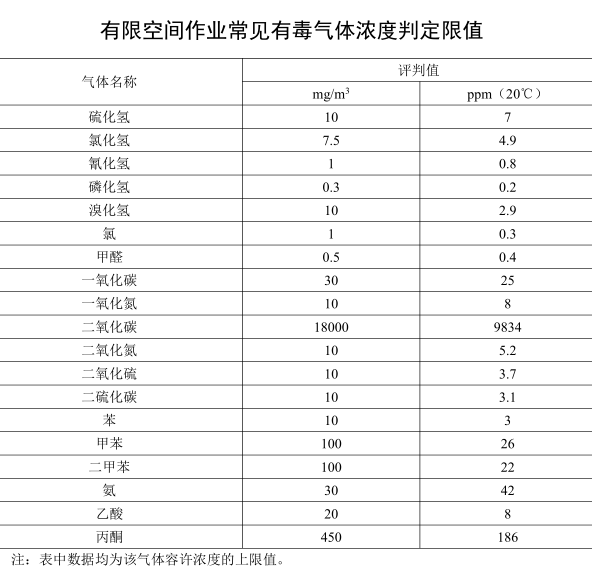 有限空间作业常见有毒气体浓度判定限值
气体名称 评判值
mg/m³ ppm（20℃）
硫化氢 10 7
氯化氢 7.5 4.9
氰化氢 1 0.8
磷化氢 0.3 0.2
溴化氢 10 2.9
氯 1 0.3
甲醛 0.5 0.4
一氧化碳 30 25
一氧化氮 10 8
二氧化碳 18000 9834
二氧化氮 10 5.2
二氧化硫 10 3.7
二硫化碳 10 3.1
苯 10 3
甲苯 100 26
二甲苯 100 22
氨 30 42
乙酸 20 8
丙酮 450 186
注：表中数据均为该气体容许浓度的上限值。